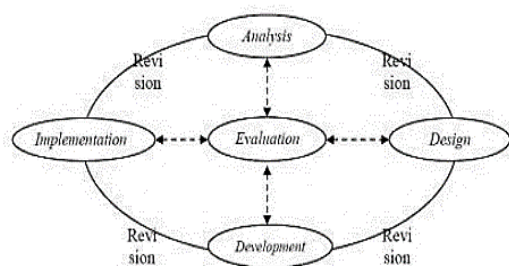 Analysis
Revi
sion
Revi
sion
Implementation
Evaluation
Design
Revi
sion
Development
Revi
sion